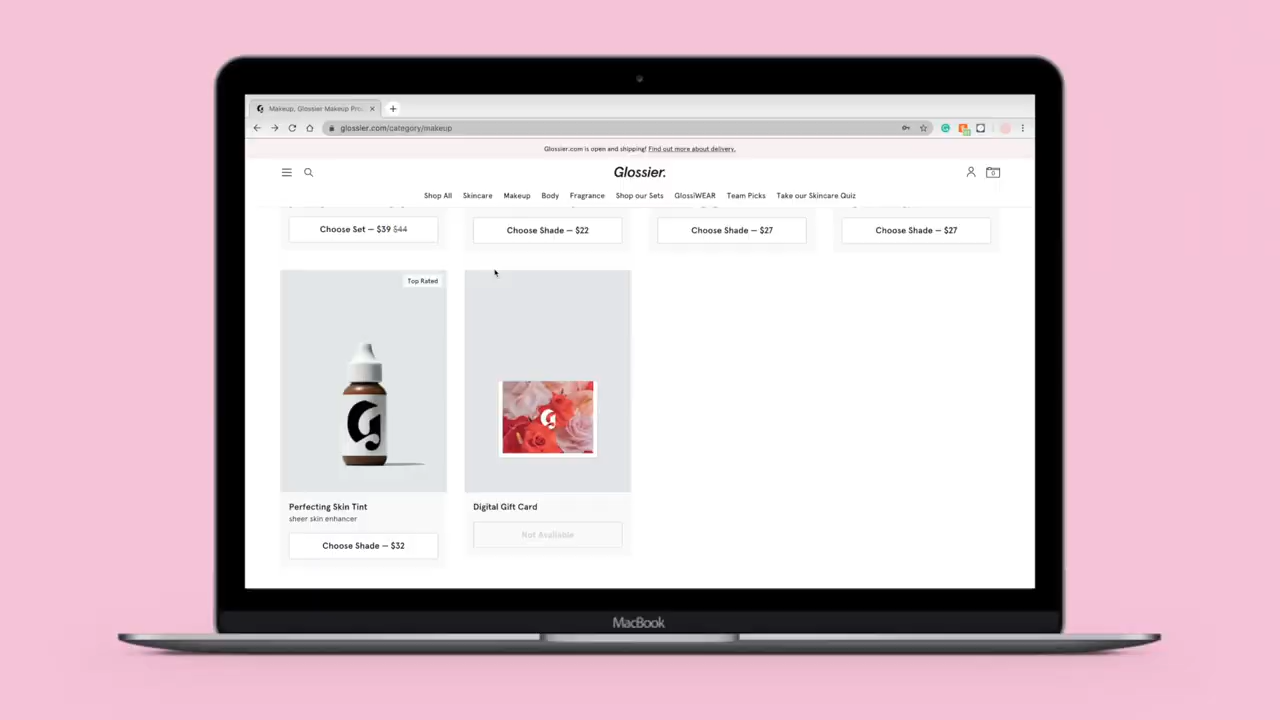 Makeup, Glossier Makeup Pro
glossier.com/category/makeup
Glossier.com is open and shipping! Find out more about delivery.
Glossier.
0
Shop All Skincare Makeup Body Fragrance Shop our Sets GlossiWEAR Team Picks Take our Skincare Quiz
Choose Set — $39 $44
Choose Shade — $22
Choose Shade — $27
Choose Shade — $27
Top Rated
G
G
Perfecting Skin Tint
sheer skin enhancer
Choose Shade — $32
Digital Gift Card
Not Available
MacBook